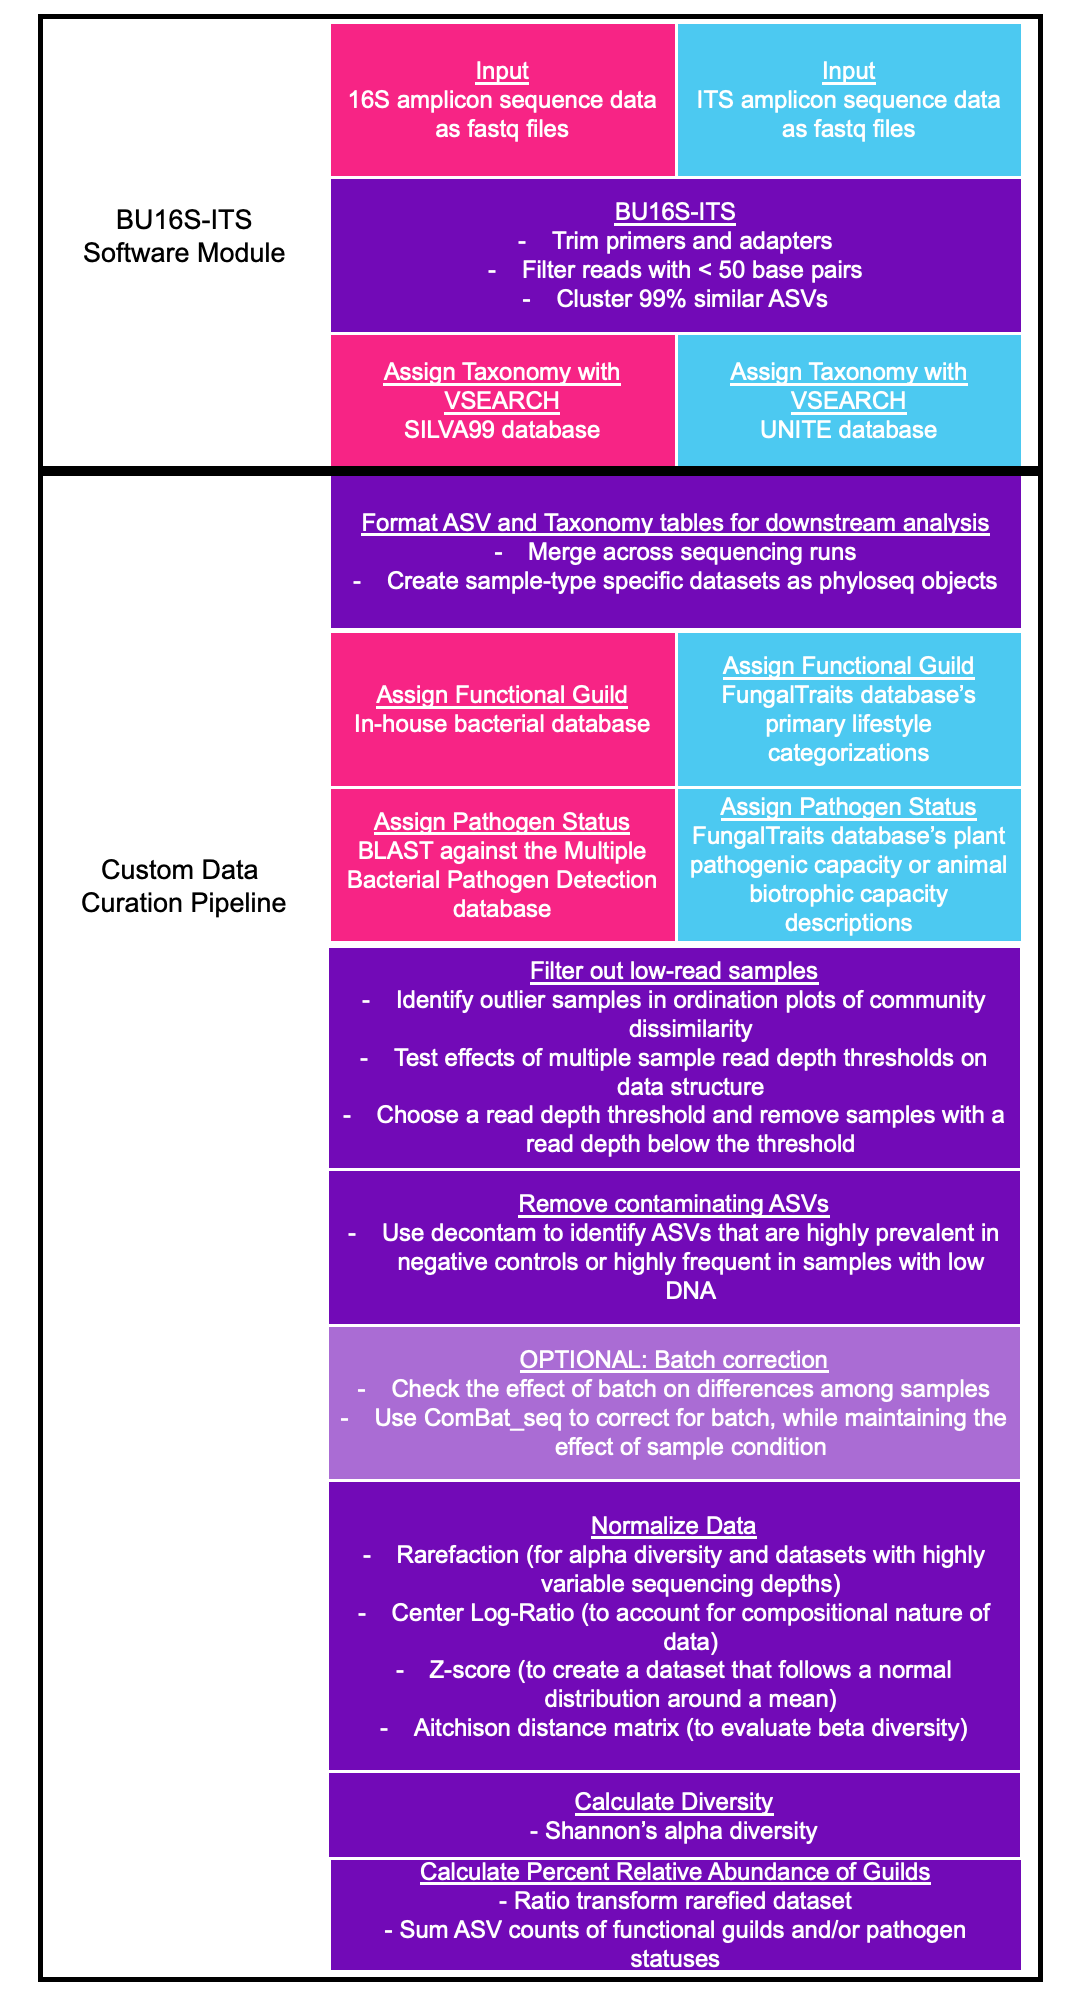 BU16S-ITS
Software Module
Input
16S amplicon sequence data
as fastq files
Input
ITS amplicon sequence data
as fastq files
BU16S-ITS
- Trim primers and adapters
- Filter reads with < 50 base pairs
- Cluster 99% similar ASVs
Assign Taxonomy with
VSEARCH
SILVA99 database
Assign Taxonomy with
VSEARCH
UNITE database
Custom Data
Curation Pipeline
Format ASV and Taxonomy tables for downstream analysis
- Merge across sequencing runs
- Create sample-type specific datasets as phyloseq objects
Assign Functional Guild
In-house bacterial database
Assign Functional Guild
FungalTraits database's
primary lifestyle
categorizations
Assign Pathogen Status
BLAST against the Multiple
Bacterial Pathogen Detection
database
Assign Pathogen Status
FungalTraits database's plant
pathogenic capacity or animal
biotrophic capacity
descriptions
Filter out low-read samples
- Identify outlier samples in ordination plots of community
dissimilarity
- Test effects of multiple sample read depth thresholds on
data structure
- Choose a read depth threshold and remove samples with a
read depth below the threshold
Remove contaminating ASVs
- Use decontam to identify ASVs that are highly prevalent in
negative controls or highly frequent in samples with low
DNA
OPTIONAL: Batch correction
- Check the effect of batch on differences among samples
- Use ComBat_seq to correct for batch, while maintaining the
effect of sample condition
Normalize Data
- Rarefaction (for alpha diversity and datasets with highly
variable sequencing depths)
- Center Log-Ratio (to account for compositional nature of
data)
- Z-score (to create a dataset that follows a normal
distribution around a mean)
- Aitchison distance matrix (to evaluate beta diversity)
Calculate Diversity
- Shannon's alpha diversity
Calculate Percent Relative Abundance of Guilds
- Ratio transform rarefied dataset
- Sum ASV counts of functional guilds and/or pathogen
statuses